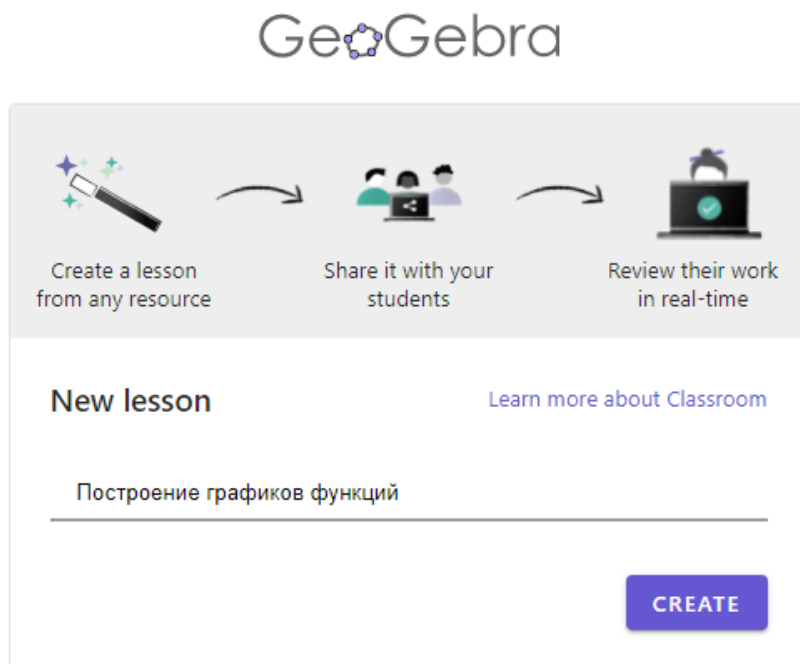 GeoGebra
Create a lesson
from any resource
Share it with your
students
Review their work
in real-time
New lesson
Learn more about Classroom
Построение графиков функций
CREATE